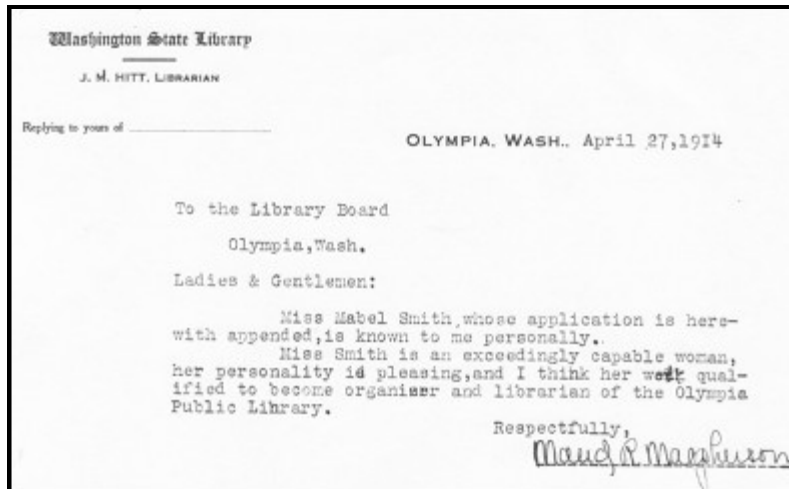 Washington State Library
J. M. HITT, LIBRARIAN
Replying to yours of
OLYMPIA, WASH., April 27,1914
To the Library Board
Olympia,Wash.
Ladies & Gentlemen:
Miss Mabel Smith,whose application is here-
with appended,is known to me personally.
Miss Smith is an exceedingly capable woman,
her personality is pleasing,and I think her well qual-
ified to become organiser and librarian of the Olympia
Public Library.
Respectfully,
Maud R Macpherson